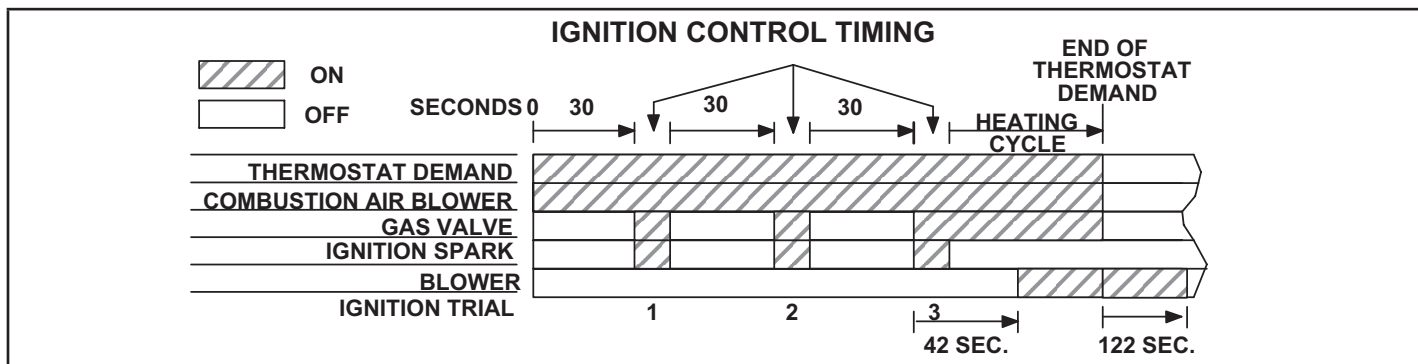 IGNITION CONTROL TIMING
ON
OFF
END OF
THERMOSTAT
DEMAND
SECONDS 0 30 30 30
HEATING
CYCLE
THERMOSTAT DEMAND
COMBUSTION AIR BLOWER
GAS VALVE
IGNITION SPARK
BLOWER
IGNITION TRIAL 1 2 3
42 SEC. 122 SEC.